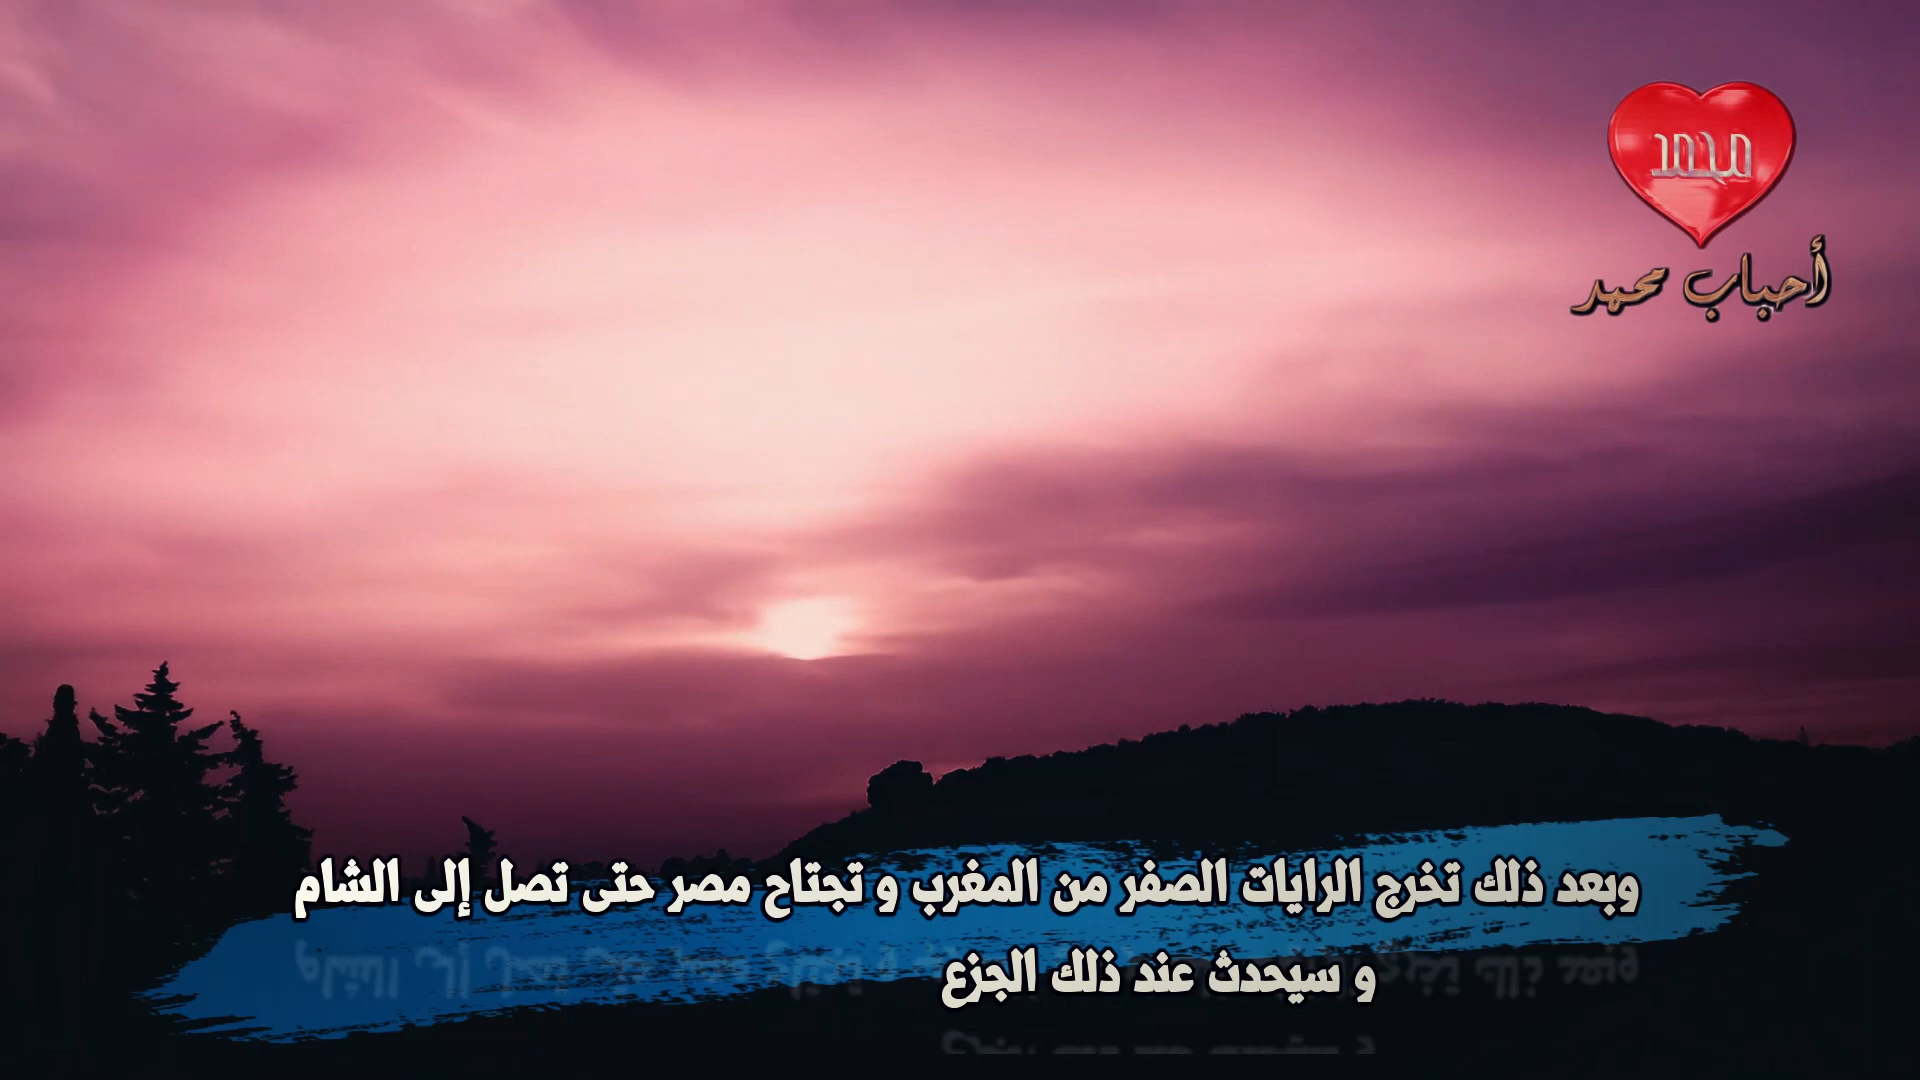 محمد
أحباب محمد
وبعد ذلك تخرج الرايات الصفر من المغرب و تجتاح مصر حتى تصل إلى الشام
و سيحدث عند ذلك الجزع